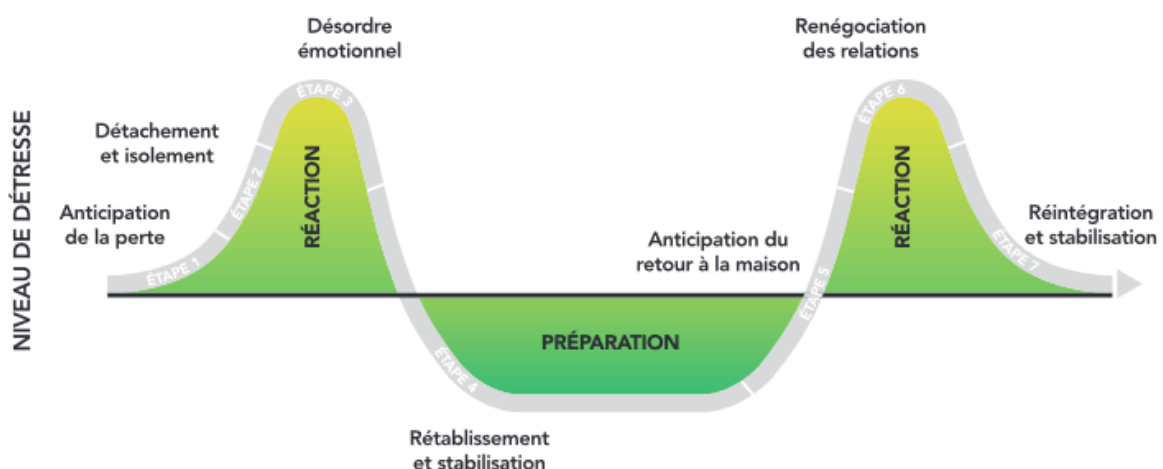 NIVEAU DE DÉTRESSE
Anticipation
de la perte
ÉTAPE 1
Détachement
et isolement
ÉTAPE 2
Désordre
émotionnel
ÉTAPE 3
RÉACTION
ÉTAPE 4
Rétablissement
et stabilisation
PRÉPARATION
Anticipation du
retour à la maison
ÉTAPE 5
Renégociation
des relations
ÉTAPE 6
RÉACTION
ÉTAPE 7
Réintégration
et stabilisation